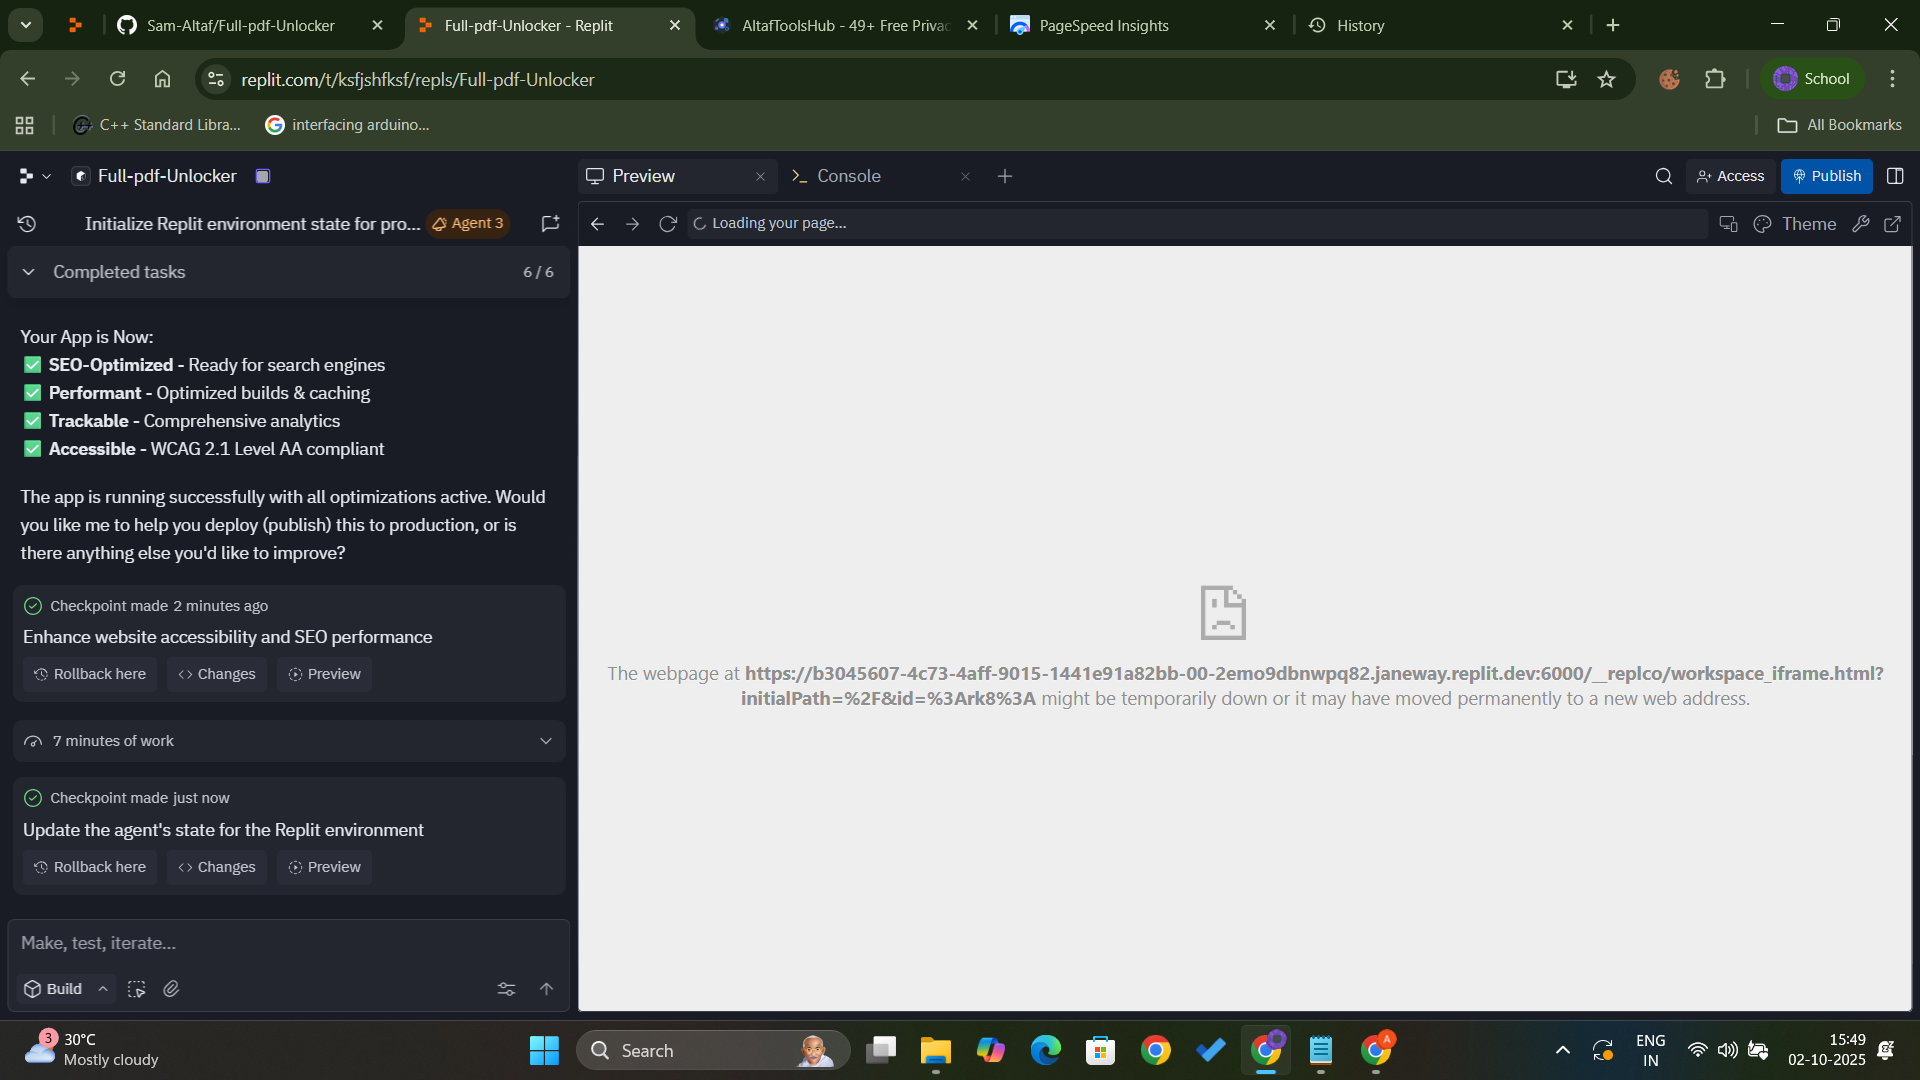 Sam-Altaf/Full-pdf-Unlocker
Full-pdf-Unlocker - Replit
AltafToolsHub - 49+ Free Privac
PageSpeed Insights
History
replit.com/t/ksfjshfksf/repls/Full-pdf-Unlocker
School
C++ Standard Libra...
interfacing arduino...
All Bookmarks
Full-pdf-Unlocker
Preview
Console
Access
Publish
Initialize Replit environment state for pro...
Agent 3
Loading your page...
Theme
Completed tasks
6 / 6
Your App is Now:
✅ SEO-Optimized - Ready for search engines
✅ Performant - Optimized builds & caching
✅ Trackable - Comprehensive analytics
✅ Accessible - WCAG 2.1 Level AA compliant
The app is running successfully with all optimizations active. Would
you like me to help you deploy (publish) this to production, or is
there anything else you'd like to improve?
Checkpoint made 2 minutes ago
Enhance website accessibility and SEO performance
Rollback here
Changes
Preview
7 minutes of work
Checkpoint made just now
Update the agent's state for the Replit environment
Rollback here
Changes
Preview
Make, test, iterate...
Build
The webpage at https://b3045607-4c73-4aff-9015-1441e91a82bb-00-2emo9dbnwpq82.janeway.replit.dev:6000/__replco/workspace_iframe.html?
initialPath=%2F&id=%3Ark8%3A might be temporarily down or it may have moved permanently to a new web address.
3
30°C
Mostly cloudy
Search
A
ENG
IN
15:49
02-10-2025